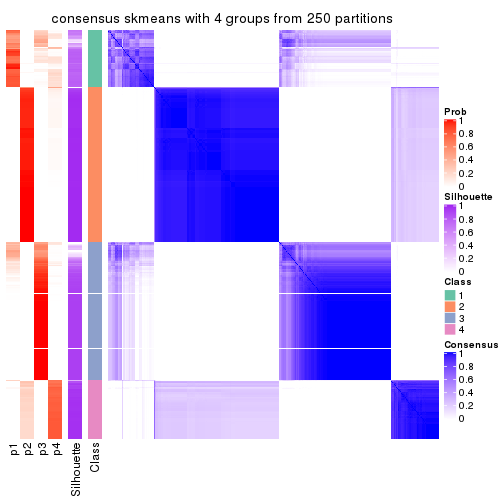 consensus skmeans with 4 groups from 250 partitions
Prob
1
0.8
0.6
0.4
0.2
0
Silhouette
1
0.8
0.6
0.4
0.2
0
Class
1
2
3
4
Consensus
1
0.8
0.6
0.4
0.2
0
p1
p2
p3
p4
Silhouette
Class